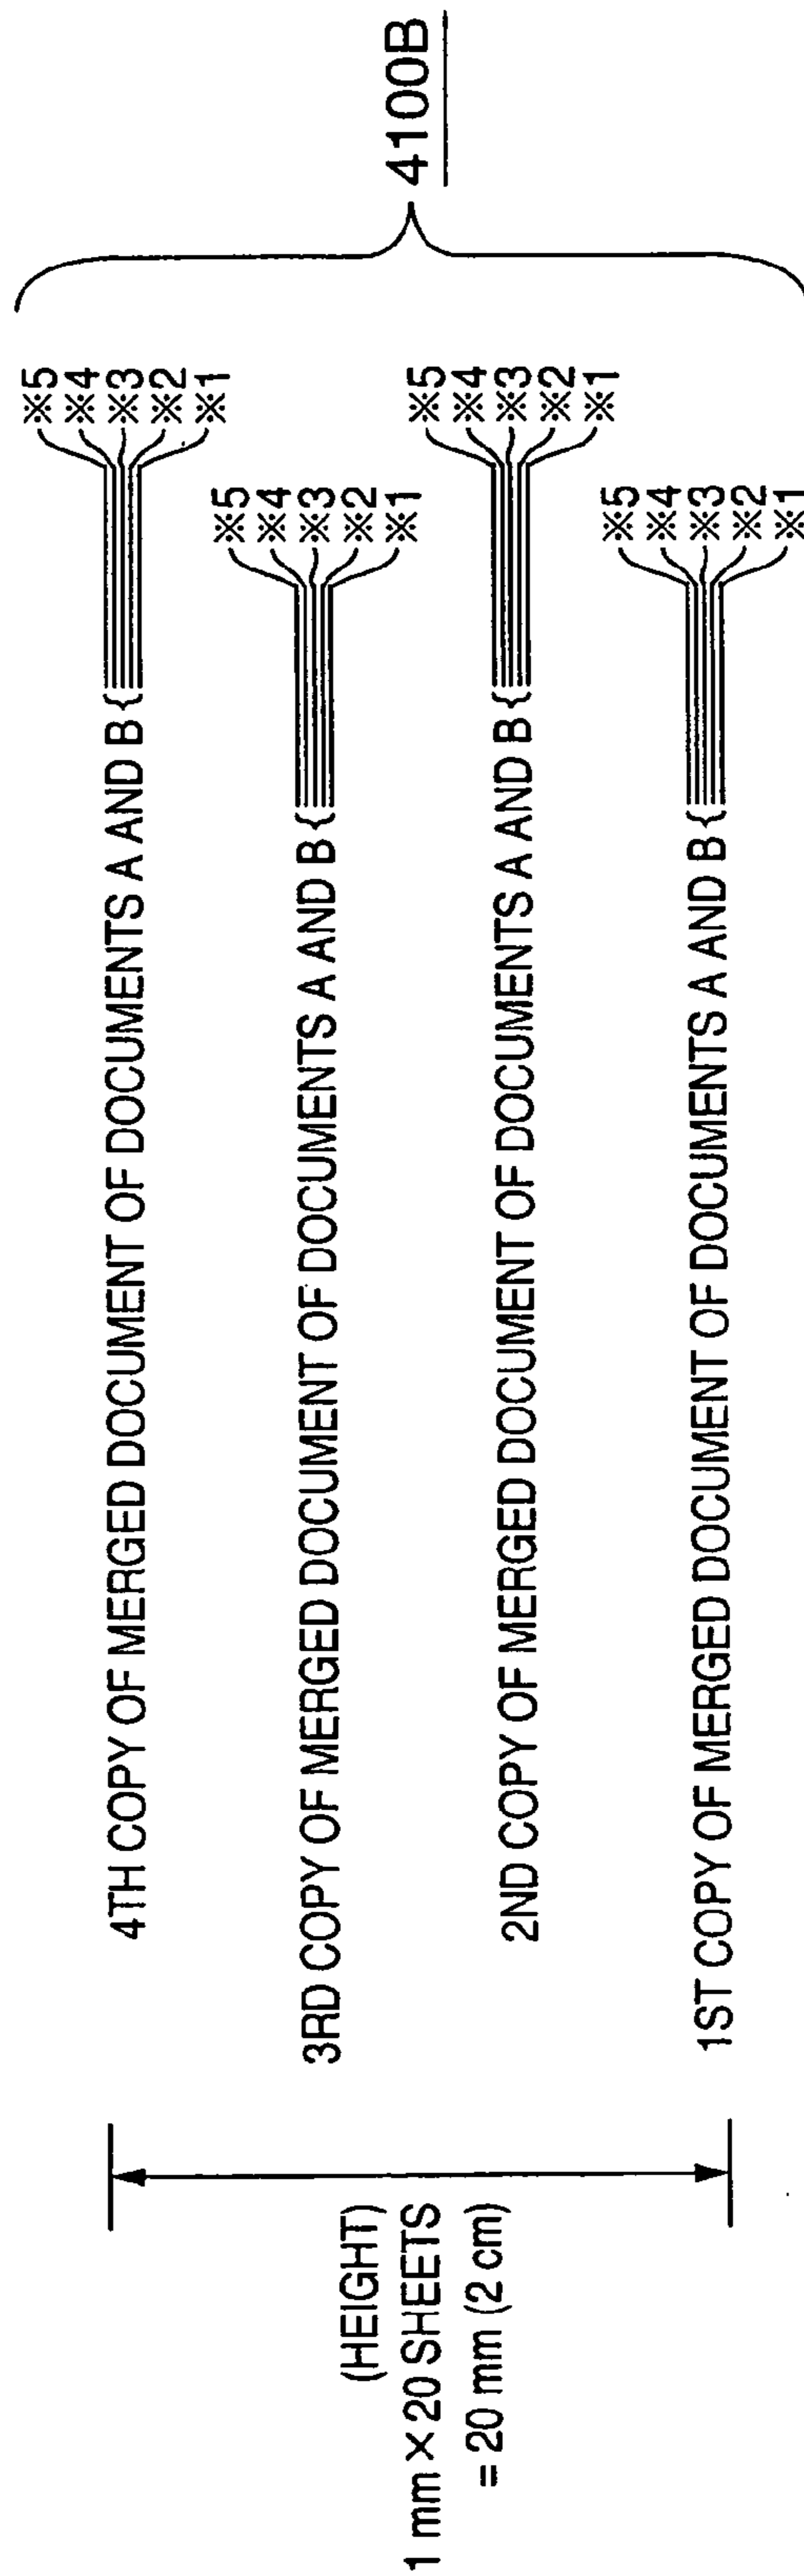 4100B
4TH COPY OF MERGED DOCUMENT OF DOCUMENTS A AND B
※5
※4
※3
※2
※1
3RD COPY OF MERGED DOCUMENT OF DOCUMENTS A AND B
※5
※4
※3
※2
※1
2ND COPY OF MERGED DOCUMENT OF DOCUMENTS A AND B
※5
※4
※3
※2
※1
1ST COPY OF MERGED DOCUMENT OF DOCUMENTS A AND B
※5
※4
※3
※2
※1
(HEIGHT)
1 mm × 20 SHEETS
= 20 mm (2 cm)